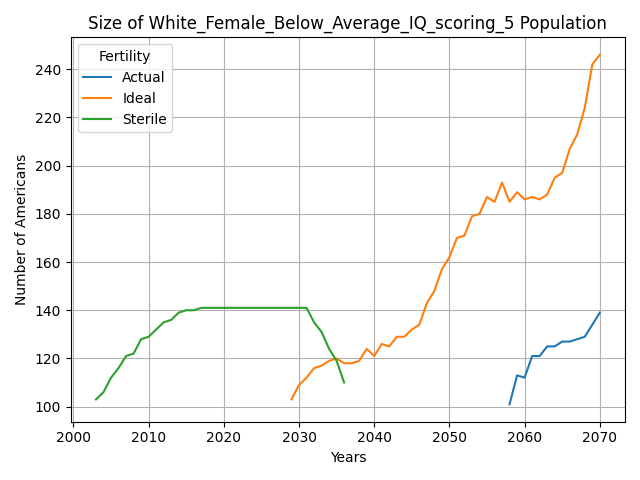 Size of White_Female_Below_Average_IQ_scoring_5 Population
Fertility
Actual
Ideal
Sterile
Number of Americans
240
220
200
180
160
140
120
100
2000 2010 2020 2030 2040 2050 2060 2070
Years